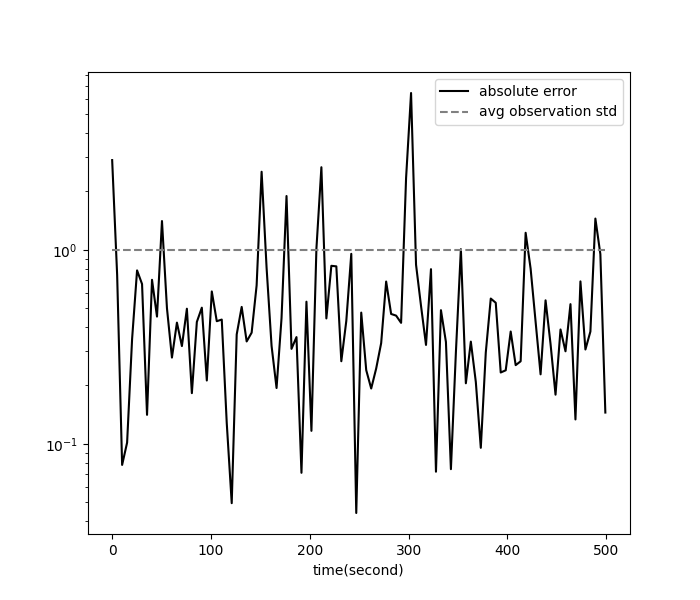 absolute error
avg observation std
10⁰
10⁻¹
0 100 200 300 400 500
time(second)